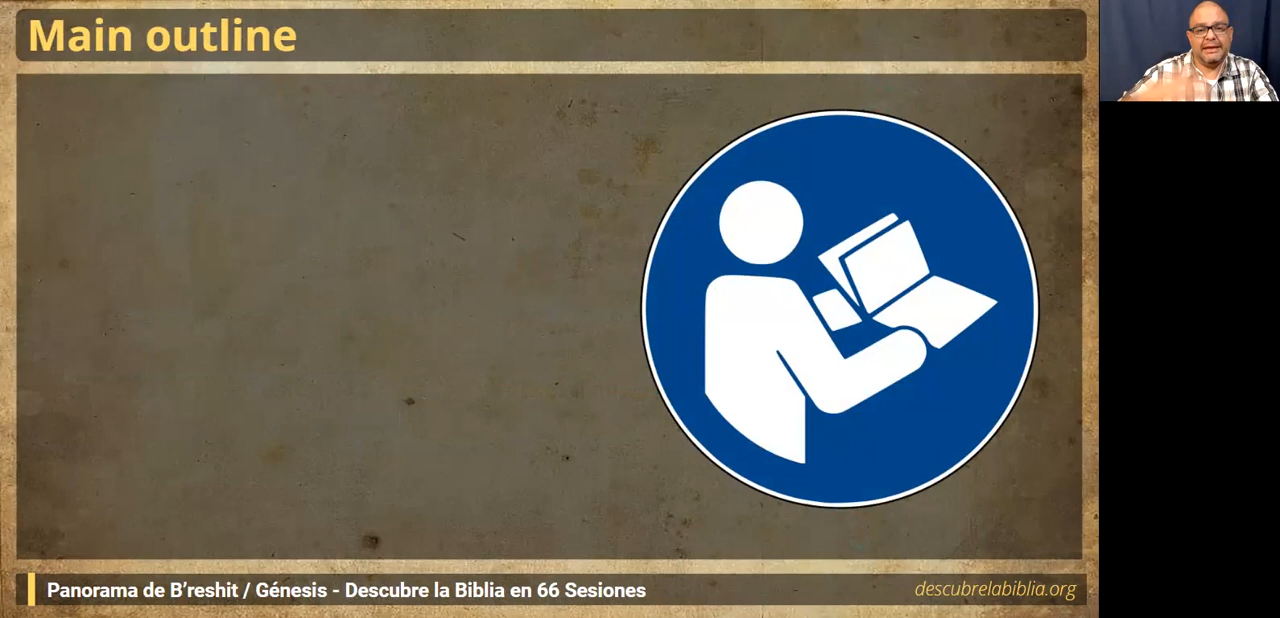 Main outline
Panorama de B’reshit / Génesis - Descubre la Biblia en 66 Sesiones
descubrelabiblia.org